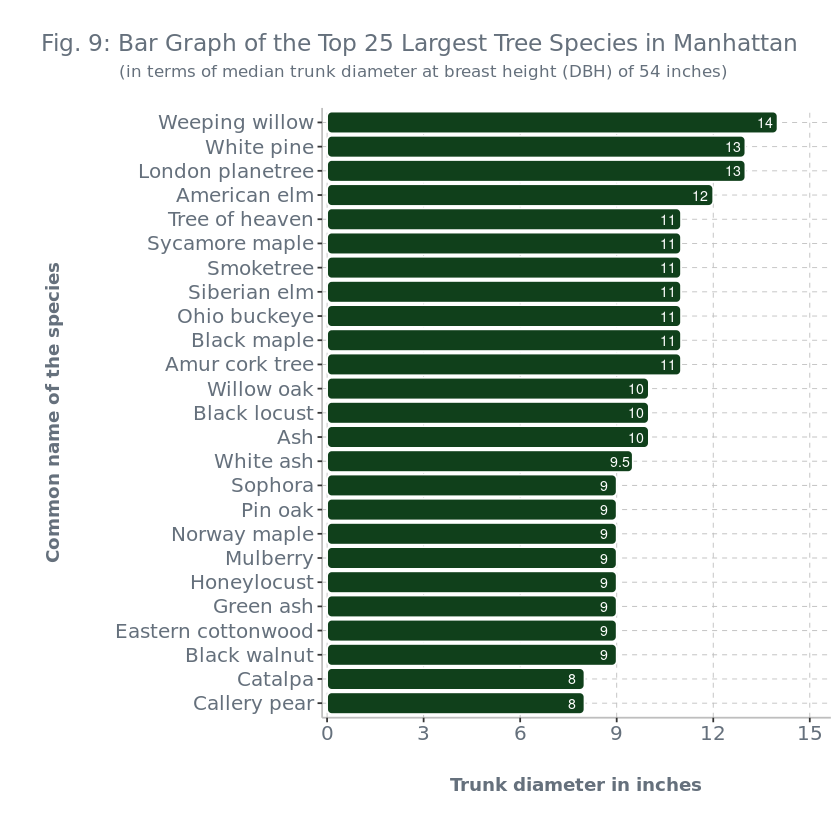 Fig. 9: Bar Graph of the Top 25 Largest Tree Species in Manhattan
(in terms of median trunk diameter at breast height (DBH) of 54 inches)
Common name of the species
Weeping willow 14
White pine 13
London planetree 13
American elm 12
Tree of heaven 11
Sycamore maple 11
Smoketree 11
Siberian elm 11
Ohio buckeye 11
Black maple 11
Amur cork tree 11
Willow oak 10
Black locust 10
Ash 10
White ash 9.5
Sophora 9
Pin oak 9
Norway maple 9
Mulberry 9
Honeylocust 9
Green ash 9
Eastern cottonwood 9
Black walnut 9
Catalpa 8
Callery pear 8
0 3 6 9 12 15
Trunk diameter in inches